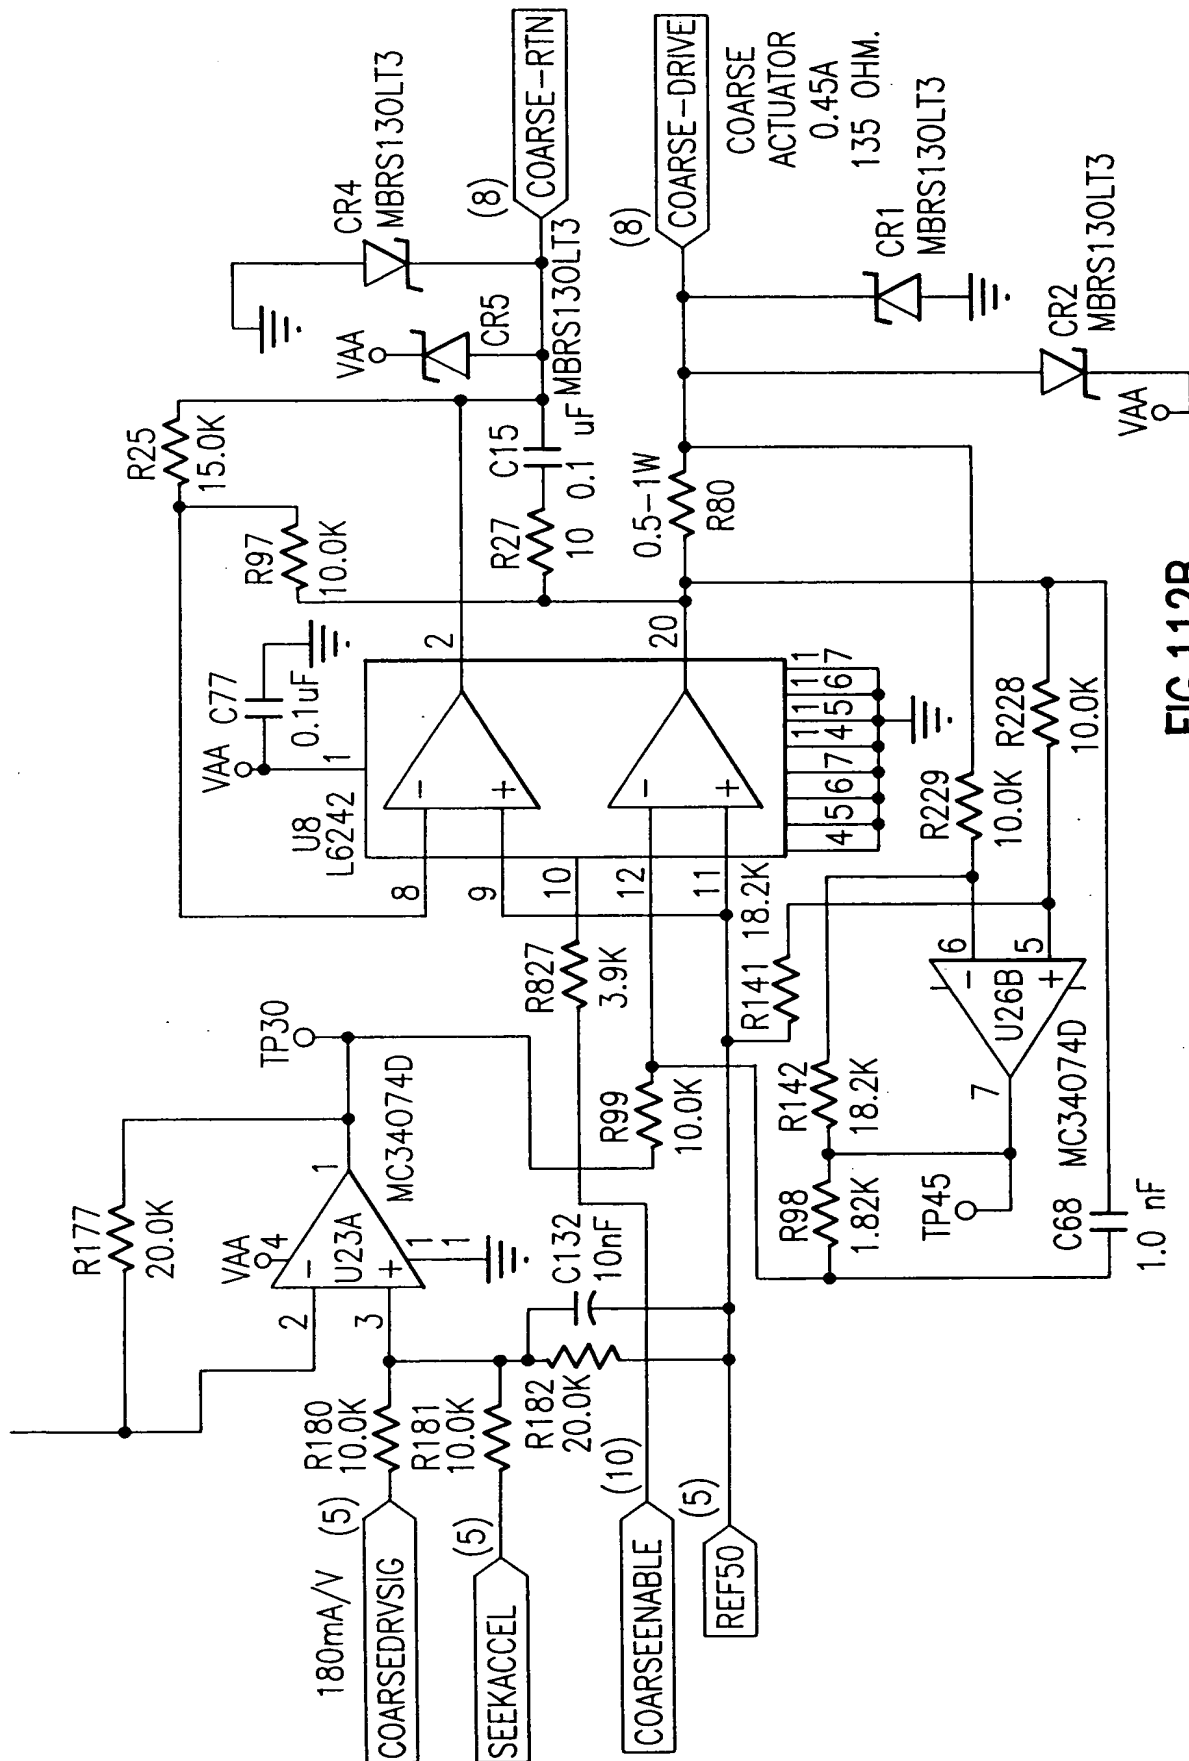 180mA/V
(5)
COARSEDRVSIG
R180
10.0K
(5)
SEEKACCEL
R181
10.0K
R182
20.0K
C132
10nF
(10)
COARSEENABLE
(5)
REF50
R177
20.0K
VAA
4
2
3
-
+
U23A
1
11
MC34074D
TP30
R99
10.0K
R827
3.9K
R98
1.82K
TP45
C68
1.0 nF
R142
18.2K
R141
18.2K
7
MC34074D
U26B
-
+
6
5
R229
10.0K
R228
10.0K
8
9
10
12
11
U8
L6242
VAA
1
C77
0.1uF
-
+
-
+
2
20
4 5 6 7 14 15 16 17
R97
10.0K
R25
15.0K
R27
10
C15
0.1 uF
0.5-1W
R80
VAA
CR5
MBRS130LT3
CR4
MBRS130LT3
(8)
COARSE-RTN
(8)
COARSE-DRIVE
COARSE
ACTUATOR
0.45A
135 OHM.
CR1
MBRS130LT3
CR2
MBRS130LT3
VAA
FIG.112B